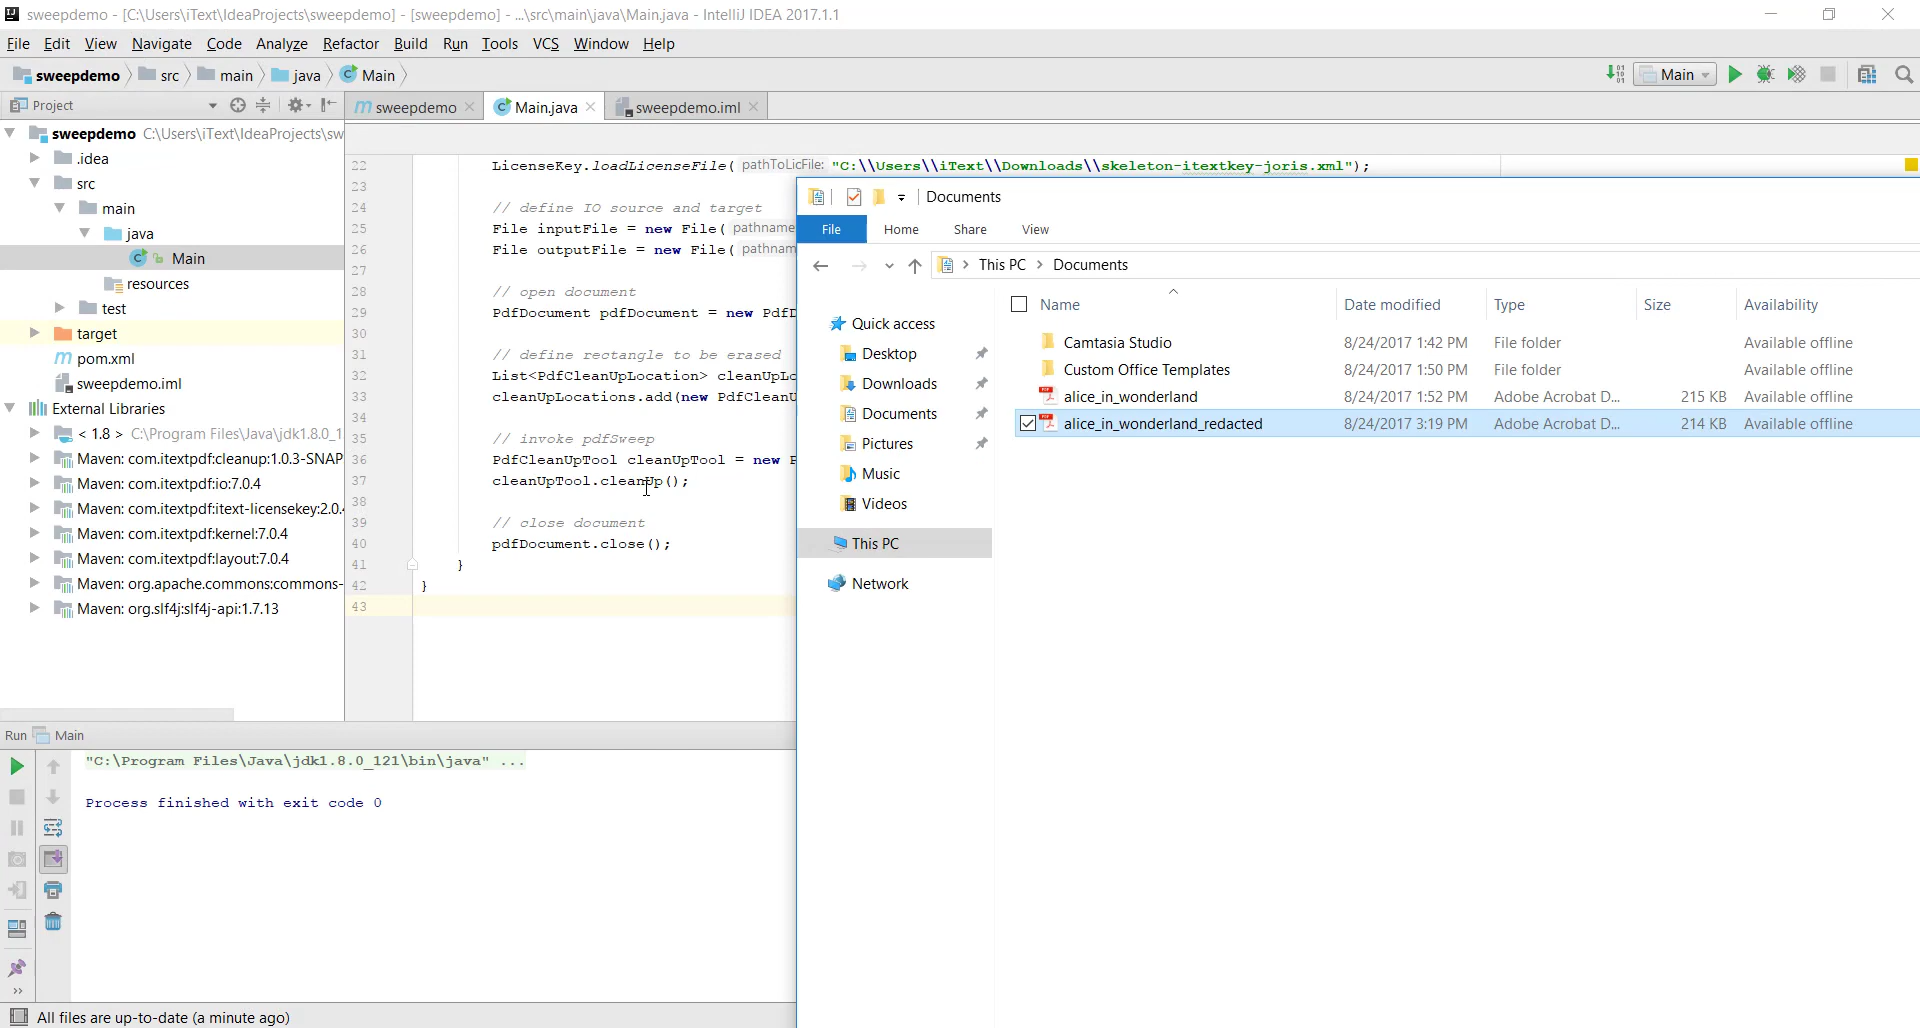 sweepdemo - [C:\Users\iText\IdeaProjects\sweepdemo] - [sweepdemo] - ...\src\main\java\Main.java - IntelliJ IDEA 2017.1.1
File Edit View Navigate Code Analyze Refactor Build Run Tools VCS Window Help
sweepdemo src main java Main
Main
Project
sweepdemo Main.java sweepdemo.iml
sweepdemo C:\Users\iText\IdeaProjects\sw
.idea
src
main
java
Main
resources
test
target
pom.xml
sweepdemo.iml
External Libraries
< 1.8 > C:\Program Files\Java\jdk1.8.0_1
Maven: com.itextpdf:cleanup:1.0.3-SNAP
Maven: com.itextpdf:io:7.0.4
Maven: com.itextpdf:itext-licensekey:2.0.
Maven: com.itextpdf:kernel:7.0.4
Maven: com.itextpdf:layout:7.0.4
Maven: org.apache.commons:commons-
Maven: org.slf4j:slf4j-api:1.7.13
22 LicenseKey.loadLicenseFile( pathToLicFile: "C:\\Users\\iText\\Downloads\\skeleton-itextkey-joris.xml");
23
24 // define IO source and target
25 File inputFile = new File( pathname
26 File outputFile = new File( pathnam
27
28 // open document
29 PdfDocument pdfDocument = new PdfD
30
31 // define rectangle to be erased
32 List<PdfCleanUpLocation> cleanUpLo
33 cleanUpLocations.add(new PdfCleanU
34
35 // invoke pdfSweep
36 PdfCleanUpTool cleanUpTool = new P
37 cleanUpTool.cleanUp();
38
39 // close document
40 pdfDocument.close();
41 }
42 }
43
Documents
File Home Share View
This PC > Documents
Quick access
Desktop
Downloads
Documents
Pictures
Music
Videos
This PC
Network
Name Date modified Type Size Availability
Camtasia Studio 8/24/2017 1:42 PM File folder Available offline
Custom Office Templates 8/24/2017 1:50 PM File folder Available offline
alice_in_wonderland 8/24/2017 1:52 PM Adobe Acrobat D... 215 KB Available offline
alice_in_wonderland_redacted 8/24/2017 3:19 PM Adobe Acrobat D... 214 KB Available offline
Run Main
"C:\Program Files\Java\jdk1.8.0_121\bin\java" ...
Process finished with exit code 0
All files are up-to-date (a minute ago)